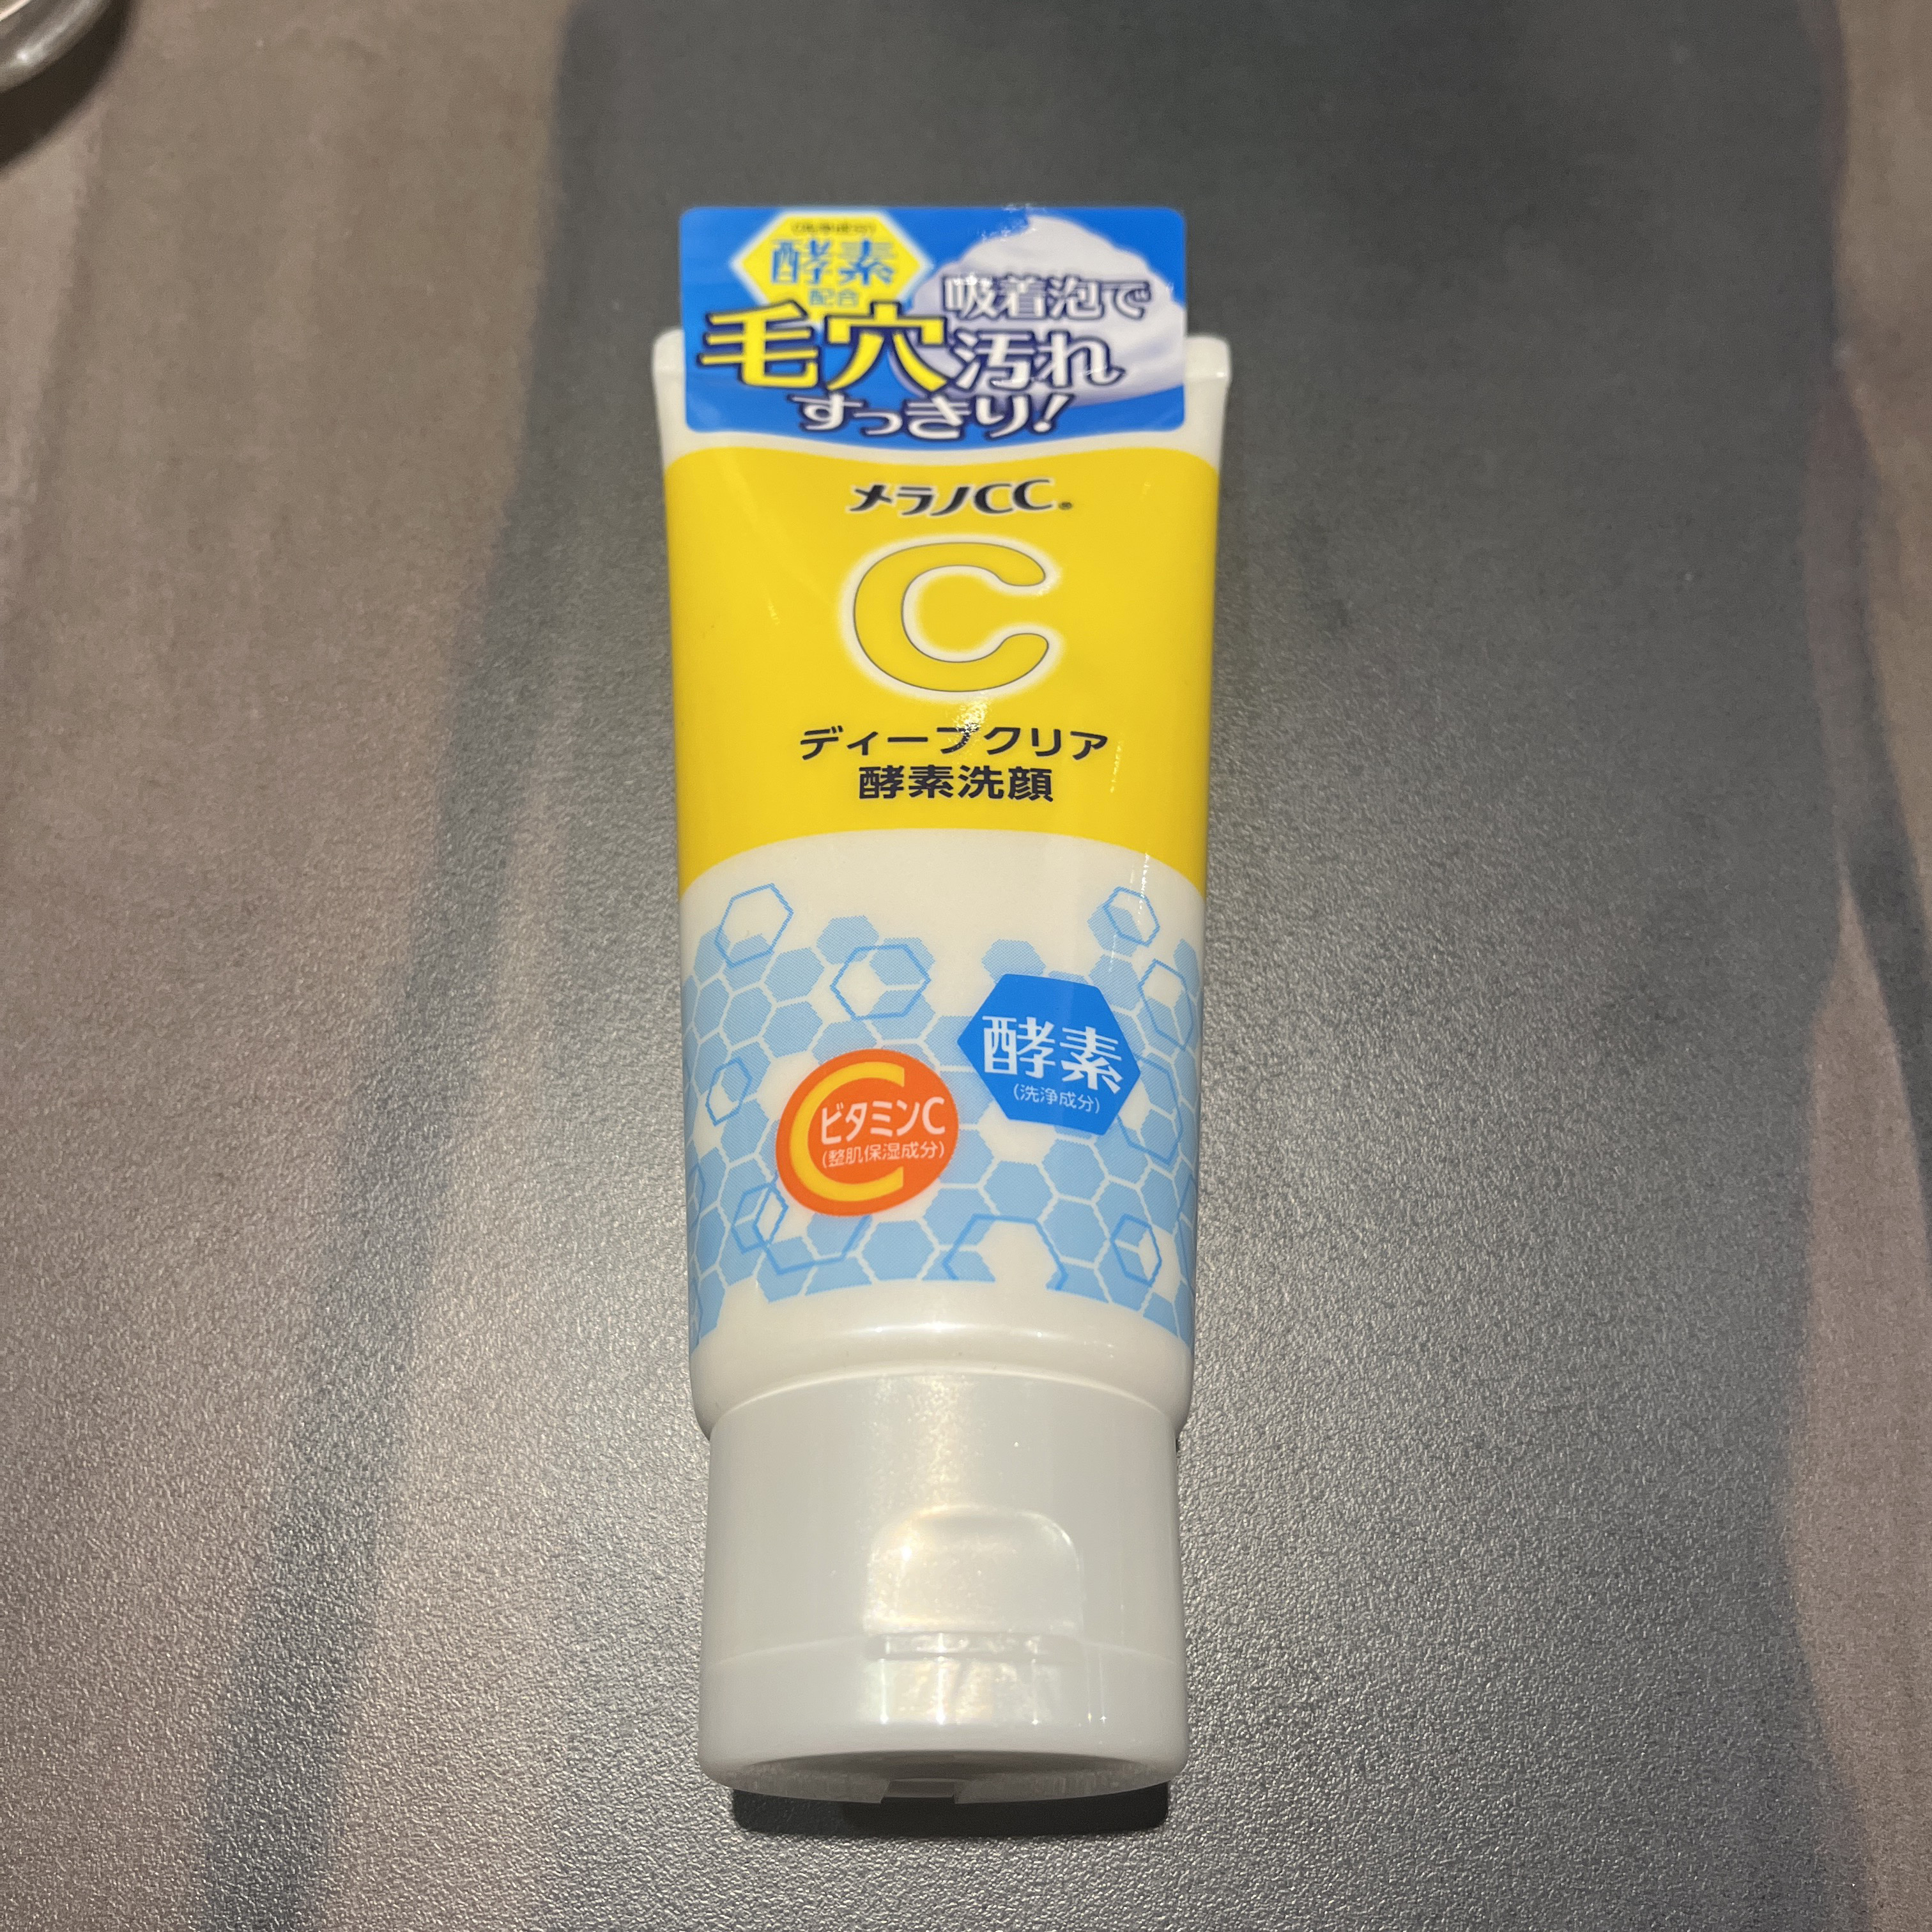 (洗浄成分)
酵素
配合
吸着泡で
毛穴汚れ
すっきり!
メラノCC®
C
ディープクリア
酵素洗顔
酵素
(洗浄成分)
ビタミンC
(整肌保湿成分)